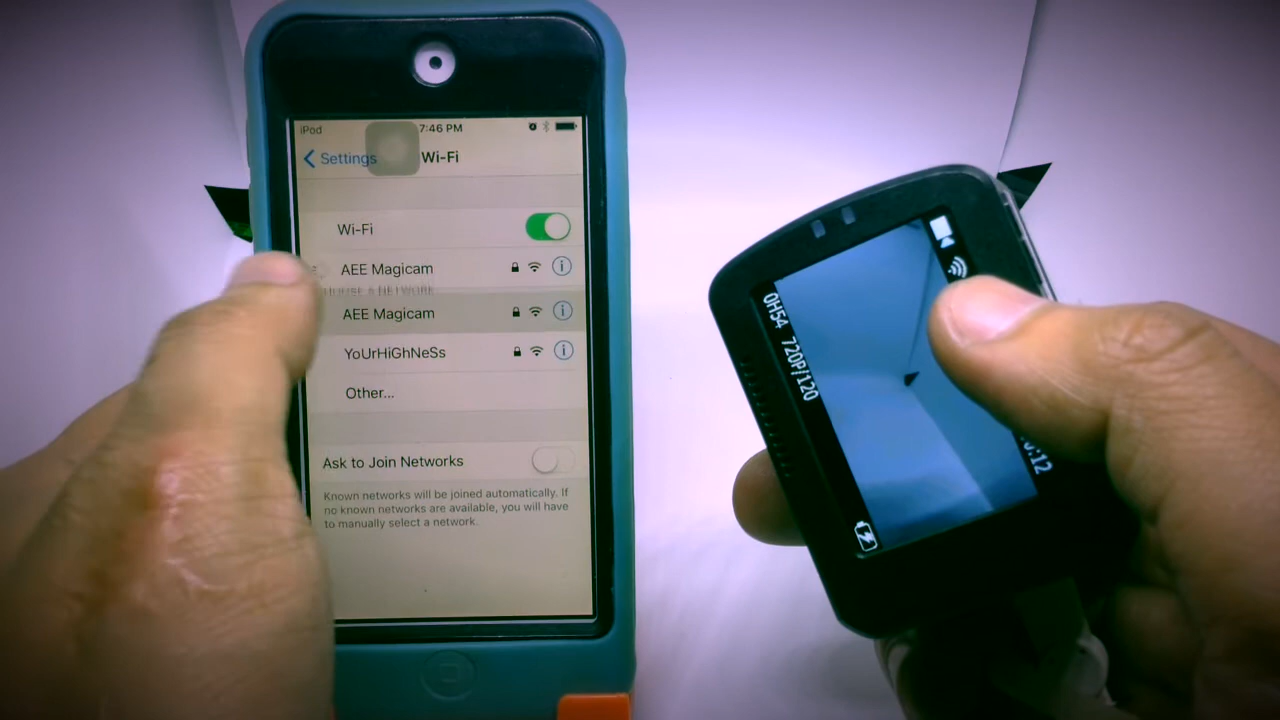 iPod 7:46 PM
Settings Wi-Fi
Wi-Fi
AEE Magicam
AEE Magicam
YoUrHiGhNeSs
Other...
Ask to Join Networks
Known networks will be joined automatically. If
no known networks are available, you will have
to manually select a network.
0H54 720P/120